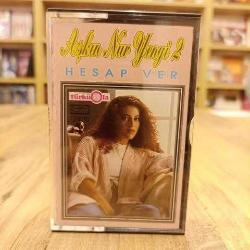 Aşkın Nur Yengi 2
HESAP VER
türküola